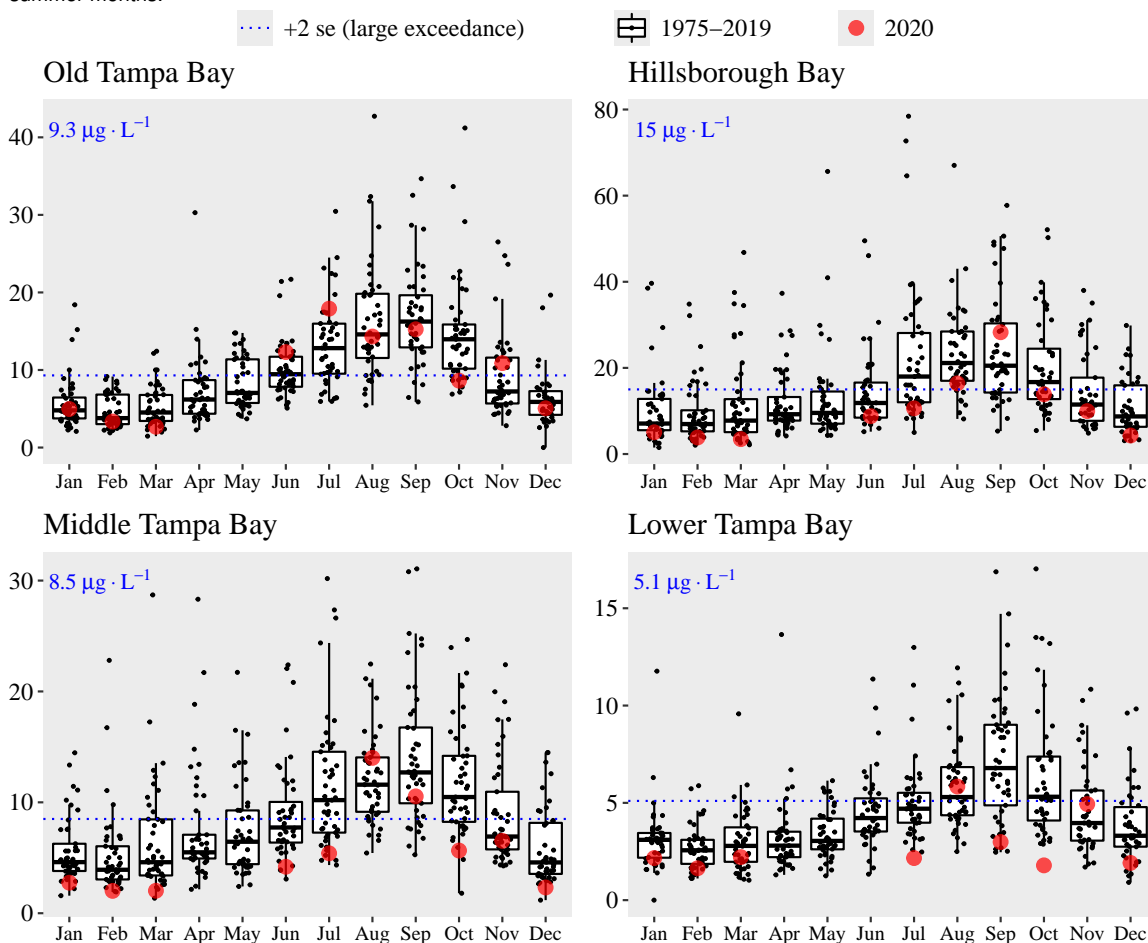 summer months.
+2 se (large exceedance)
1975−2019
2020
Old Tampa Bay
Hillsborough Bay
9.3 μg · L⁻¹
40
30
20
10
0
Jan Feb Mar Apr May Jun Jul Aug Sep Oct Nov Dec
15 μg · L⁻¹
80
60
40
20
0
Jan Feb Mar Apr May Jun Jul Aug Sep Oct Nov Dec
Middle Tampa Bay
Lower Tampa Bay
8.5 μg · L⁻¹
30
20
10
0
Jan Feb Mar Apr May Jun Jul Aug Sep Oct Nov Dec
5.1 μg · L⁻¹
15
10
5
0
Jan Feb Mar Apr May Jun Jul Aug Sep Oct Nov Dec